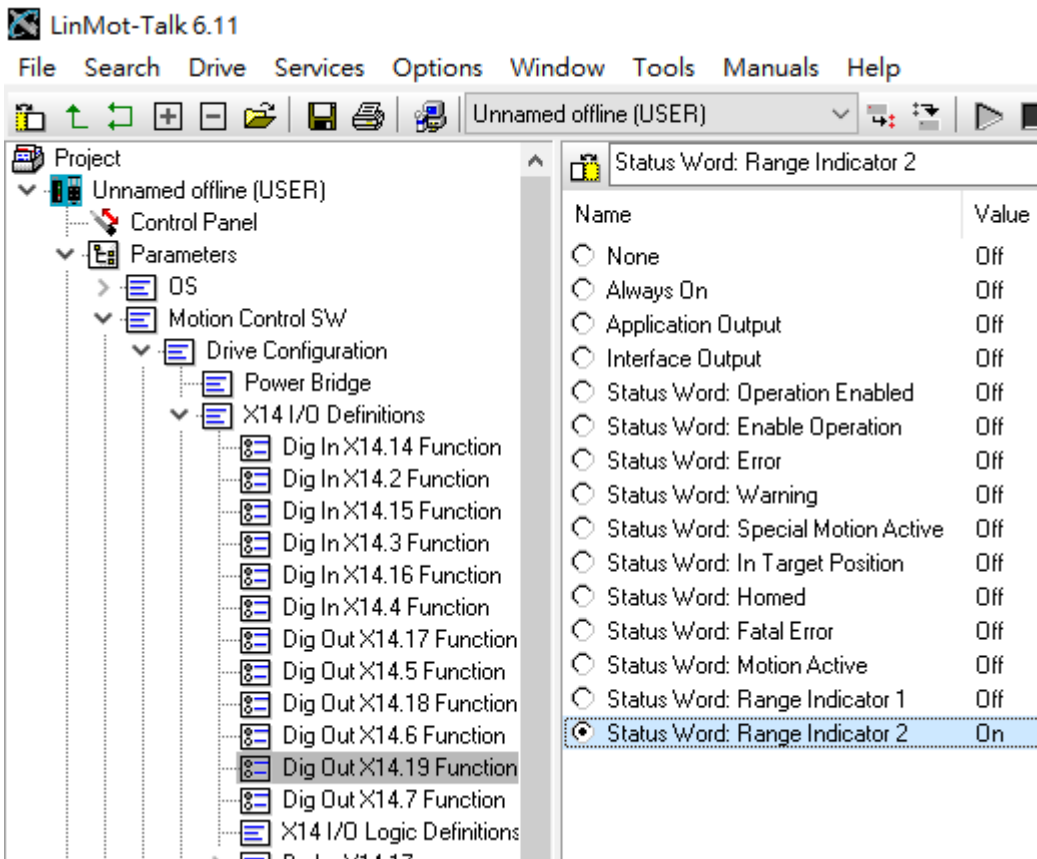 LinMot-Talk 6.11
File Search Drive Services Options Window Tools Manuals Help
Unnamed offline (USER)
Project
Unnamed offline (USER)
Control Panel
Parameters
OS
Motion Control SW
Drive Configuration
Power Bridge
X14 I/O Definitions
Dig In X14.14 Function
Dig In X14.2 Function
Dig In X14.15 Function
Dig In X14.3 Function
Dig In X14.16 Function
Dig In X14.4 Function
Dig Out X14.17 Function
Dig Out X14.5 Function
Dig Out X14.18 Function
Dig Out X14.6 Function
Dig Out X14.19 Function
Dig Out X14.7 Function
X14 I/O Logic Definitions
Status Word: Range Indicator 2
Name Value
None Off
Always On Off
Application Output Off
Interface Output Off
Status Word: Operation Enabled Off
Status Word: Enable Operation Off
Status Word: Error Off
Status Word: Warning Off
Status Word: Special Motion Active Off
Status Word: In Target Position Off
Status Word: Homed Off
Status Word: Fatal Error Off
Status Word: Motion Active Off
Status Word: Range Indicator 1 Off
Status Word: Range Indicator 2 On